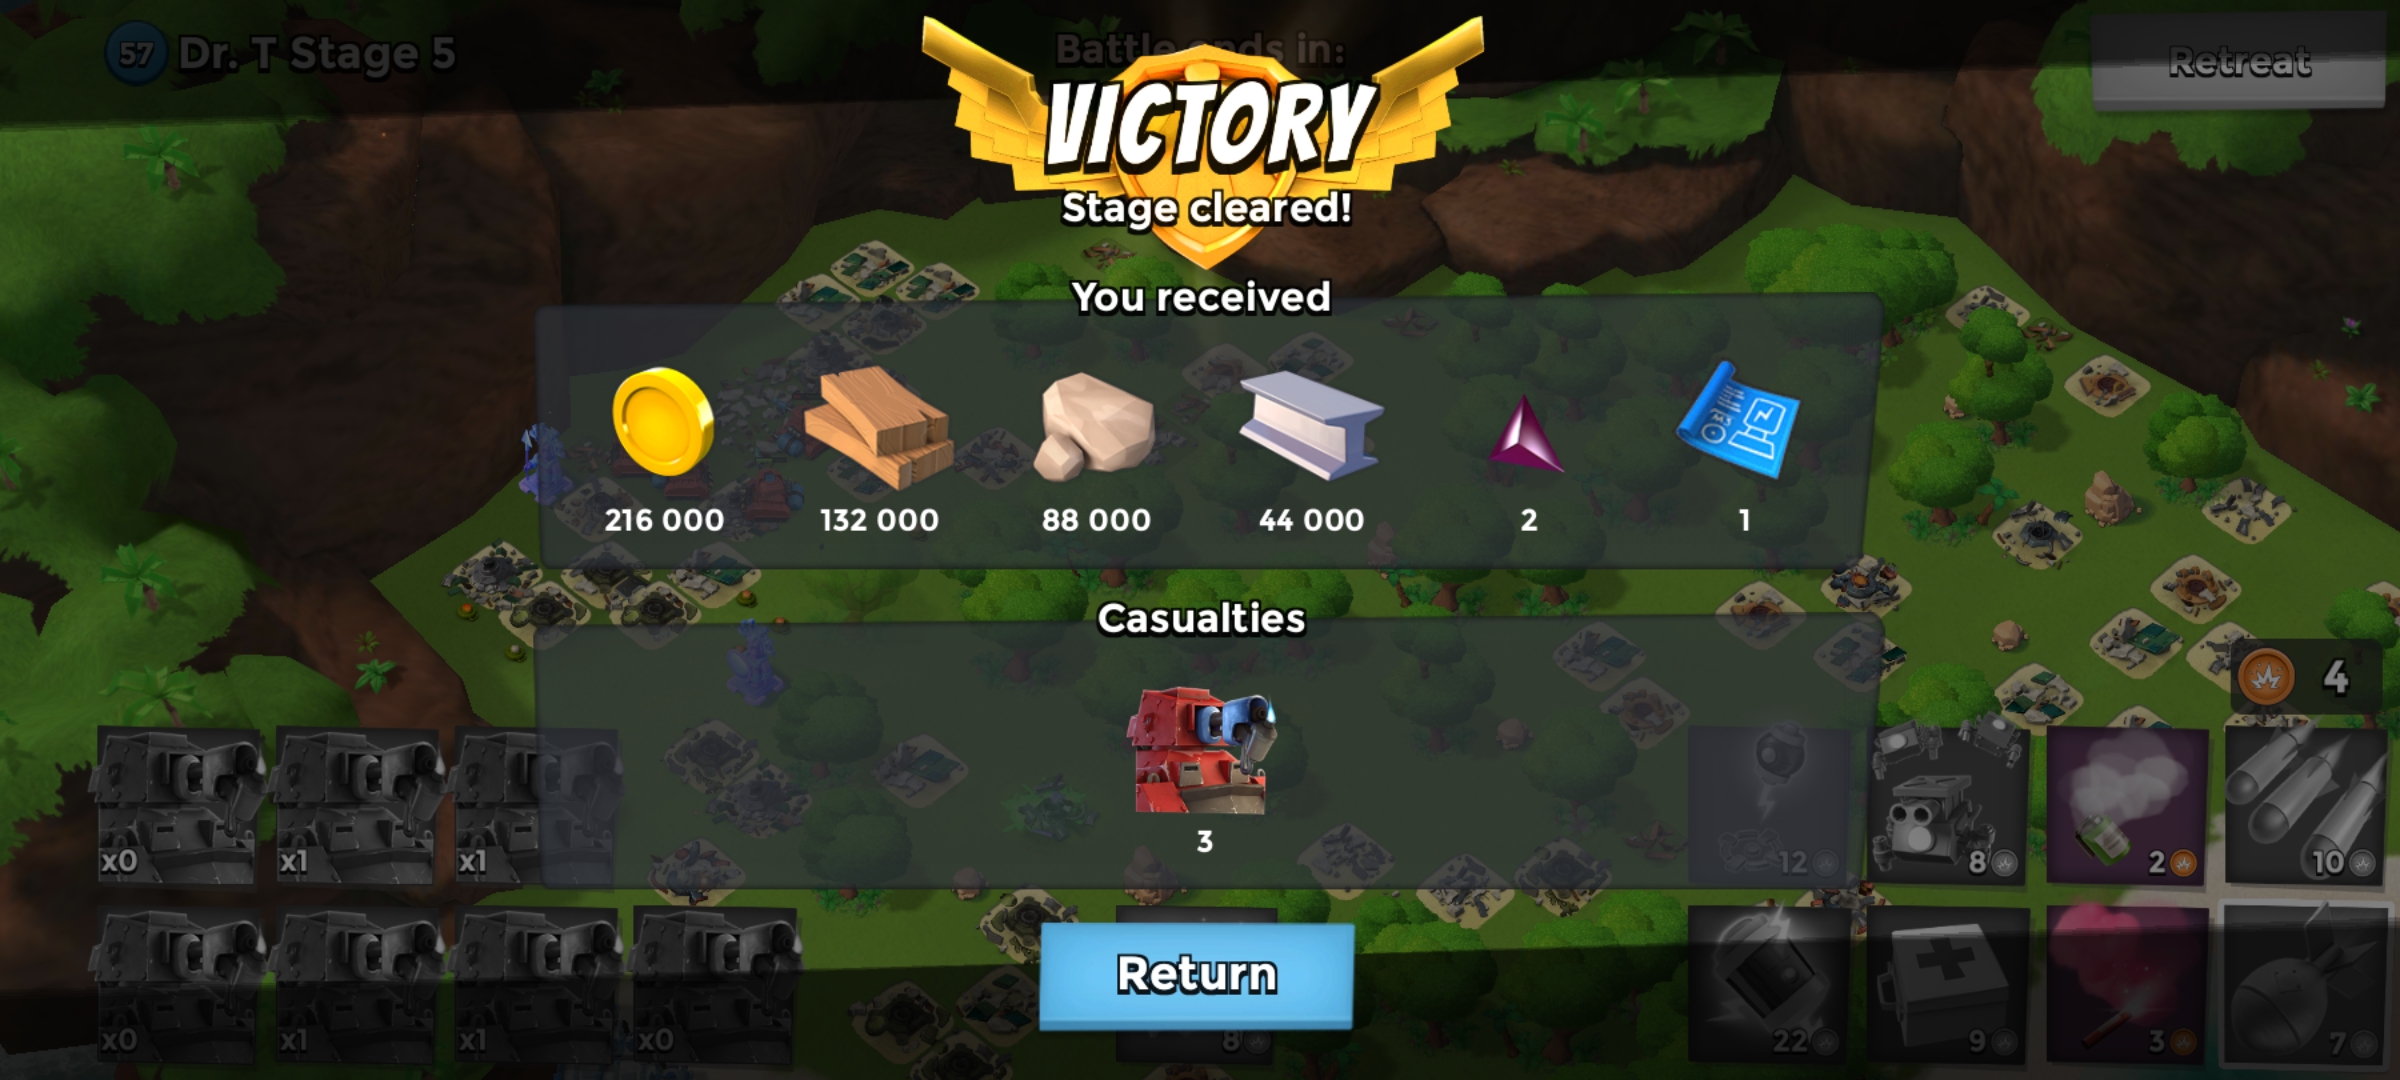 57 Dr. T Stage 5
Battle ends in:
Retreat
VICTORY
Stage cleared!
You received
216 000
132 000
88 000
44 000
2
1
Casualties
3
4
x0
x1
x1
12
8
2
10
Return
x0
x1
x1
x0
8
22
9
3
7